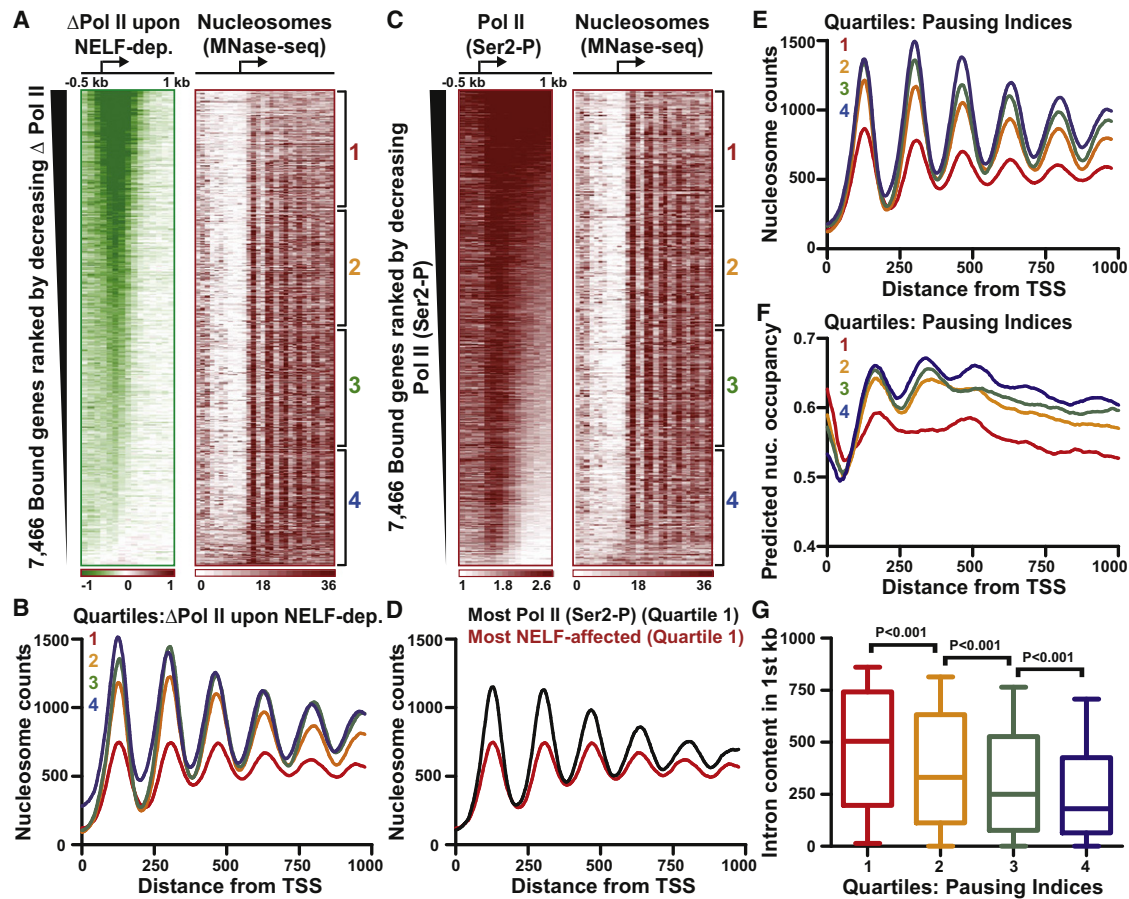 A
ΔPol II upon
NELF-dep.
Nucleosomes
(MNase-seq)
-0.5 kb
1 kb
7,466 Bound genes ranked by decreasing Δ Pol II
1
2
3
4
-1
0
1
0
18
36
C
Pol II
(Ser2-P)
Nucleosomes
(MNase-seq)
-0.5 kb
1 kb
7,466 Bound genes ranked by decreasing
Pol II (Ser2-P)
1
2
3
4
1
1.8
2.6
0
18
36
E
Quartiles: Pausing Indices
1
2
3
4
Nucleosome counts
1500
1000
500
0
0
250
500
750
1000
Distance from TSS
F
Quartiles: Pausing Indices
1
2
3
4
Predicted nuc. occupancy
0.7
0.6
0.5
0.4
0
250
500
750
1000
Distance from TSS
B
Quartiles:ΔPol II upon NELF-dep.
1
2
3
4
Nucleosome counts
1500
1000
500
0
0
250
500
750
1000
Distance from TSS
D
Most Pol II (Ser2-P) (Quartile 1)
Most NELF-affected (Quartile 1)
Nucleosome counts
1500
1000
500
0
0
250
500
750
1000
Distance from TSS
G
P<0.001
P<0.001
P<0.001
Intron content in 1st kb
1000
750
500
250
0
1
2
3
4
Quartiles: Pausing Indices